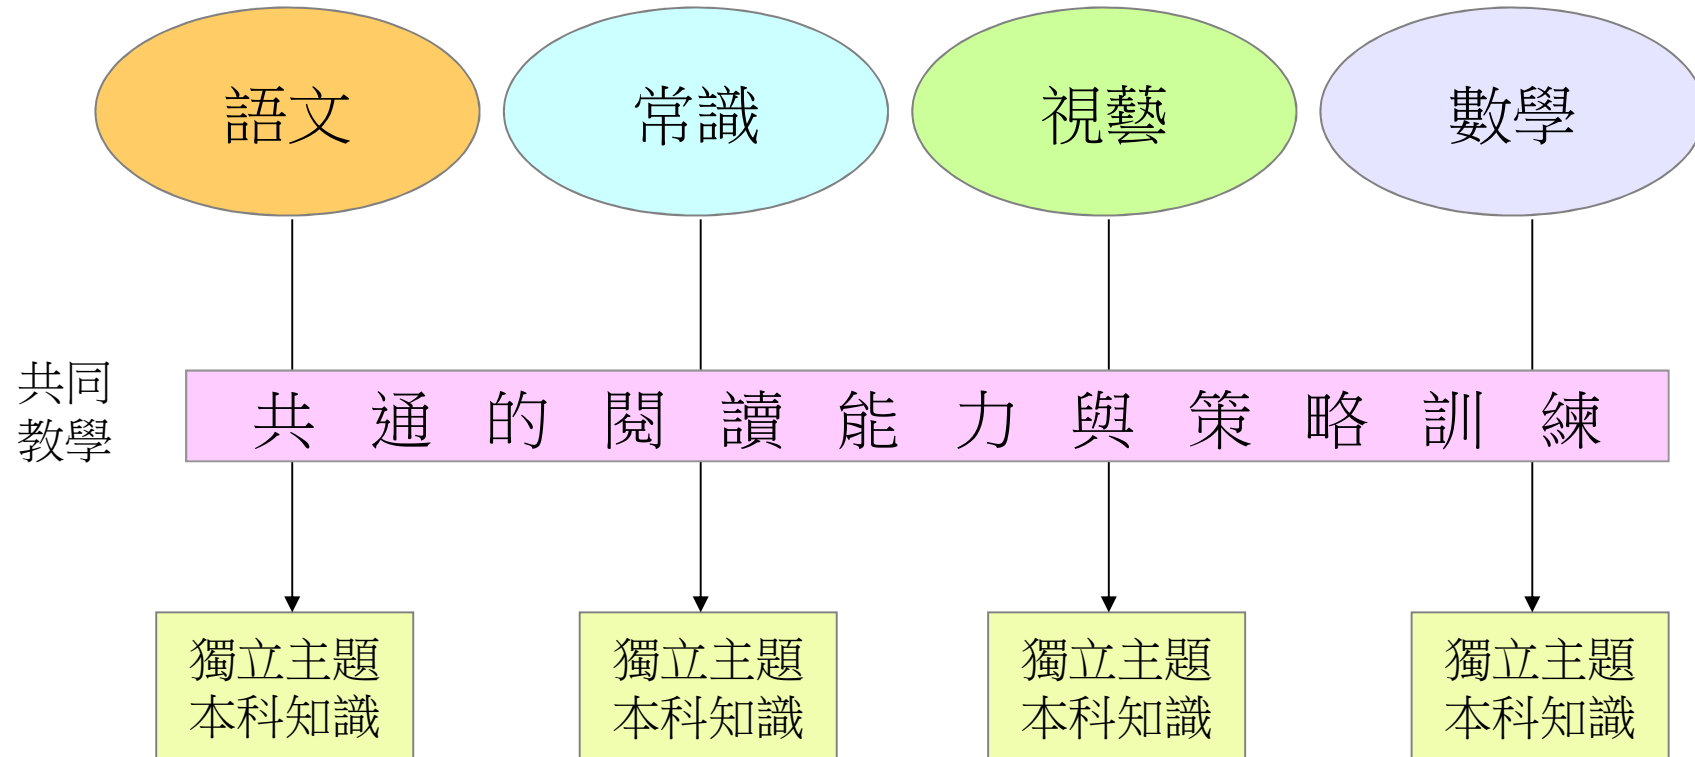 語文
常識
視藝
數學
共同
教學
共通的閱讀能力與策略訓練
獨立主題
本科知識
獨立主題
本科知識
獨立主題
本科知識
獨立主題
本科知識